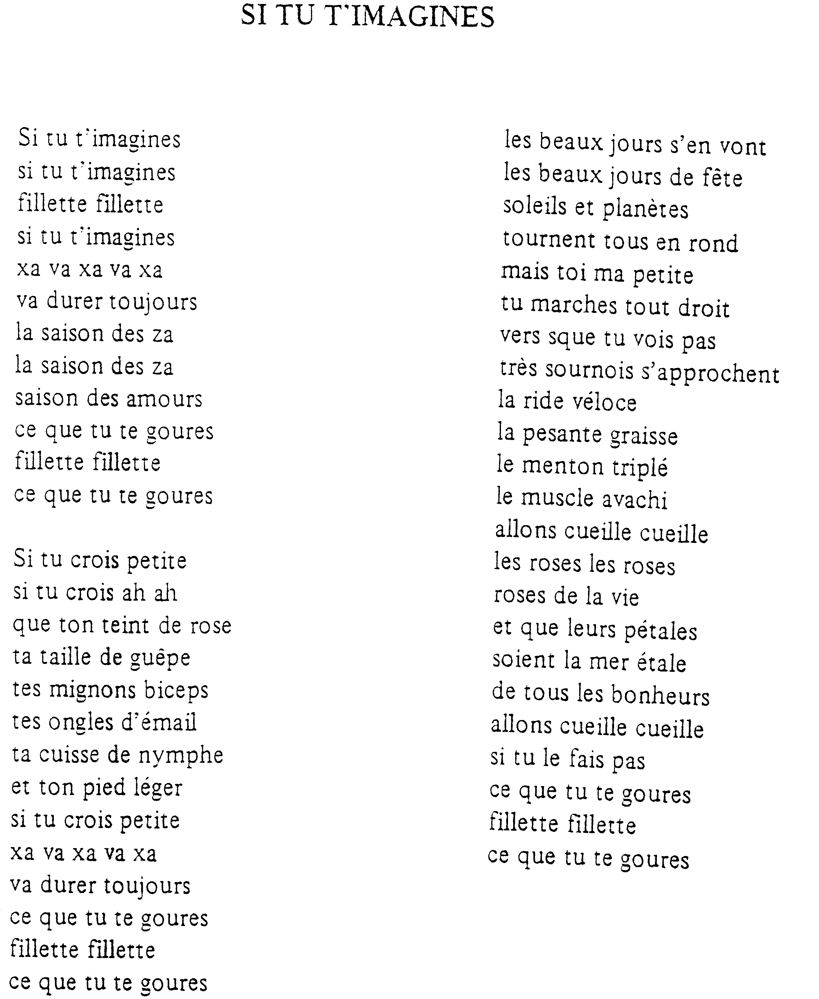 SI TU T'IMAGINES
Si tu t'imagines
si tu t'imagines
fillette fillette
si tu t'imagines
xa va xa va xa
va durer toujours
la saison des za
la saison des za
saison des amours
ce que tu te goures
fillette fillette
ce que tu te goures
Si tu crois petite
si tu crois ah ah
que ton teint de rose
ta taille de guêpe
tes mignons biceps
tes ongles d'émail
ta cuisse de nymphe
et ton pied léger
si tu crois petite
xa va xa va xa
va durer toujours
ce que tu te goures
fillette fillette
ce que tu te goures
les beaux jours s'en vont
les beaux jours de fête
soleils et planètes
tournent tous en rond
mais toi ma petite
tu marches tout droit
vers sque tu vois pas
très sournois s'approchent
la ride véloce
la pesante graisse
le menton triplé
le muscle avachi
allons cueille cueille
les roses les roses
roses de la vie
et que leurs pétales
soient la mer étale
de tous les bonheurs
allons cueille cueille
si tu le fais pas
ce que tu te goures
fillette fillette
ce que tu te goures